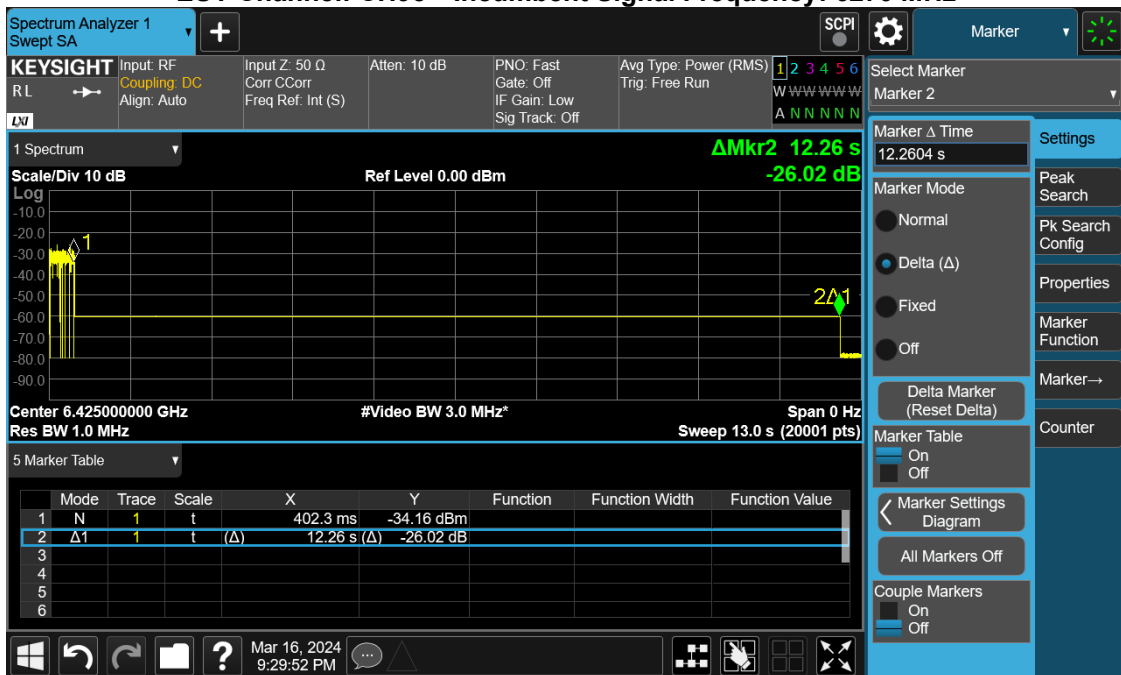 Spectrum Analyzer 1
Swept SA
+
SCPI
Marker
KEYSIGHT
RL
LXI
Input: RF
Coupling: DC
Align: Auto
Input Z: 50 Ω
Corr CCorr
Freq Ref: Int (S)
Atten: 10 dB
PNO: Fast
Gate: Off
IF Gain: Low
Sig Track: Off
Avg Type: Power (RMS)
Trig: Free Run
1 2 3 4 5 6
W W W W W W
A N N N N N
Select Marker
Marker 2
1 Spectrum
ΔMkr2 12.26 s
-26.02 dB
Scale/Div 10 dB
Ref Level 0.00 dBm
Log
-10.0
-20.0
-30.0
-40.0
-50.0
-60.0
-70.0
-80.0
-90.0
1
2Δ1
Center 6.425000000 GHz
#Video BW 3.0 MHz*
Span 0 Hz
Res BW 1.0 MHz
Sweep 13.0 s (20001 pts)
5 Marker Table
Mode Trace Scale X Y Function Function Width Function Value
1 N 1 t 402.3 ms -34.16 dBm
2 Δ1 1 t (Δ) 12.26 s (Δ) -26.02 dB
3
4
5
6
Marker Δ Time
12.2604 s
Marker Mode
Normal
Delta (Δ)
Fixed
Off
Delta Marker
(Reset Delta)
Marker Table
On
Off
Marker Settings
Diagram
All Markers Off
Couple Markers
On
Off
Settings
Peak
Search
Pk Search
Config
Properties
Marker
Function
Marker→
Counter
?
Mar 16, 2024
9:29:52 PM